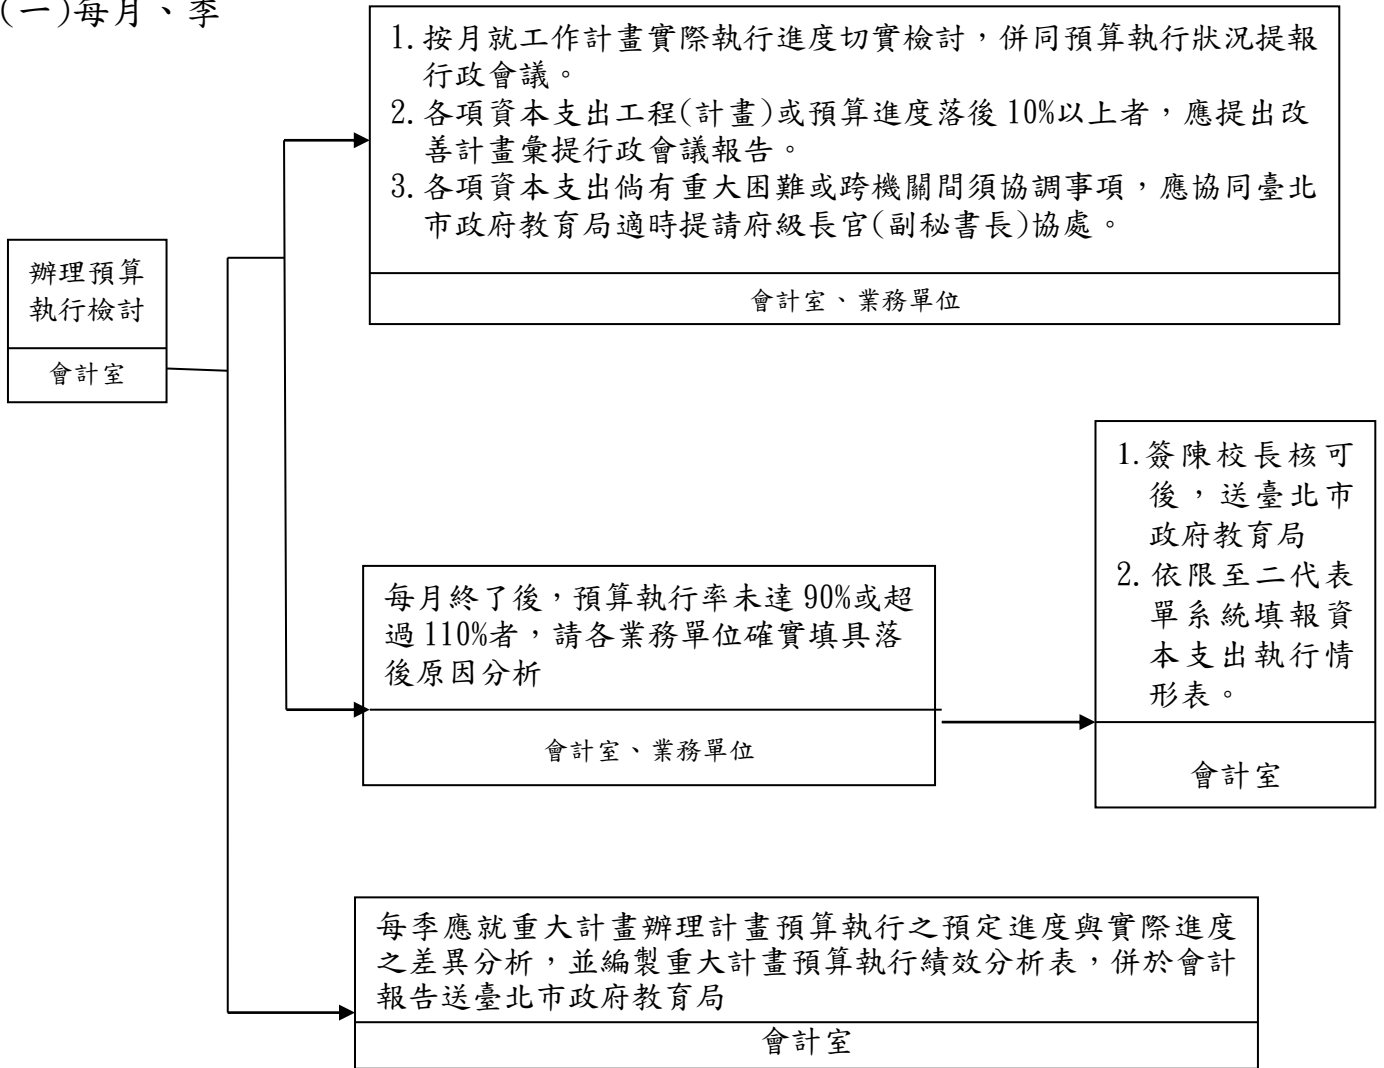 (一)每月、季
1.按月就工作計畫實際執行進度切實檢討，併同預算執行狀況提報
行政會議。
2.各項資本支出工程(計畫)或預算進度落後 10%以上者，應提出改
善計畫彙提行政會議報告。
3.各項資本支出倘有重大困難或跨機關間須協調事項，應協同臺北
市政府教育局適時提請府級長官(副秘書長)協處。
會計室、業務單位
辦理預算
執行檢討
會計室
1.簽陳校長核可
後，送臺北市
政府教育局
2.依限至二代表
單系統填報資
本支出執行情
形表。
會計室
每月終了後，預算執行率未達 90%或超
過 110%者，請各業務單位確實填具落
後原因分析
會計室、業務單位
每季應就重大計畫辦理計畫預算執行之預定進度與實際進度
之差異分析，並編製重大計畫預算執行績效分析表，併於會計
報告送臺北市政府教育局
會計室